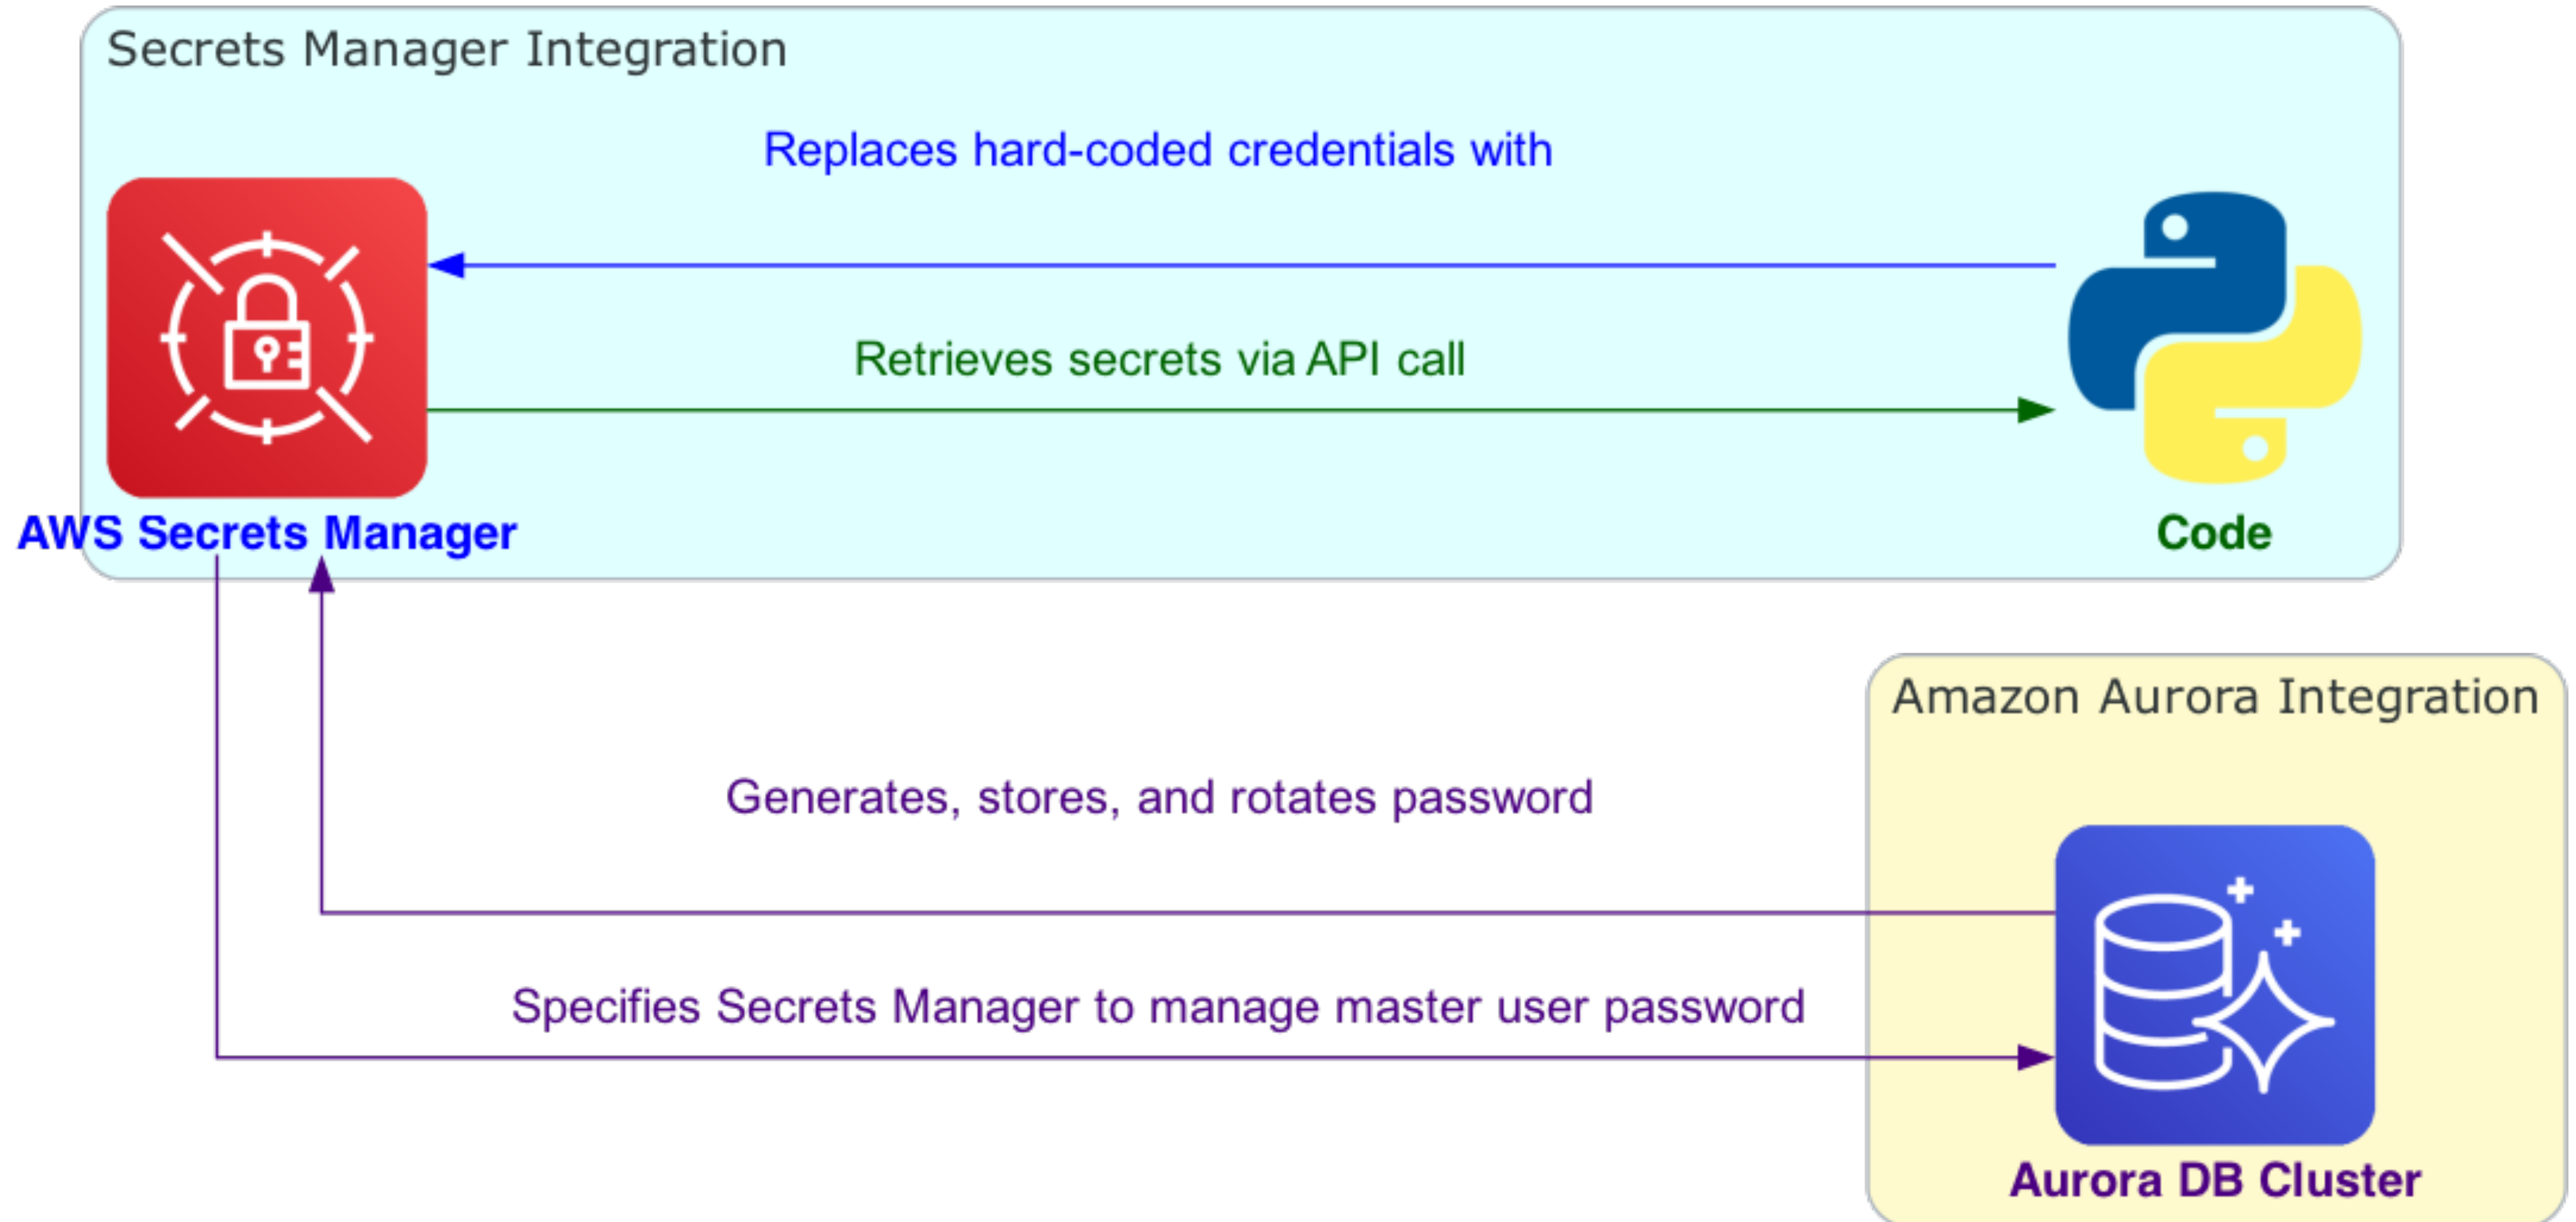 Secrets Manager Integration
Replaces hard-coded credentials with
Retrieves secrets via API call
AWS Secrets Manager
Code
Amazon Aurora Integration
Generates, stores, and rotates password
Specifies Secrets Manager to manage master user password
Aurora DB Cluster